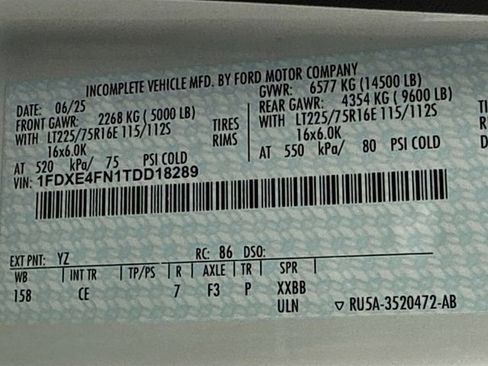 INCOMPLETE VEHICLE MFD. BY FORD MOTOR COMPANY
DATE: 06/25 GVWR: 6577 KG (14500 LB)
FRONT GAWR: 2268 KG (5000 LB) REAR GAWR: 4354 KG (9600 LB)
WITH LT225/75R16E 115/112S TIRES WITH LT225/75R16E 115/112S TIRES
16x6.0K RIMS 16x6.0K RIMS
AT 520 kPa/ 75 PSI COLD AT 550 kPa/ 80 PSI COLD
VIN: 1FDXE4FN1TDD18289
EXT PNT: YZ RC: 86 DSO:
WB INT TR TP/PS R AXLE TR SPR
158 CE 7 F3 P XXBB
ULN ▽ RU5A-3520472-AB